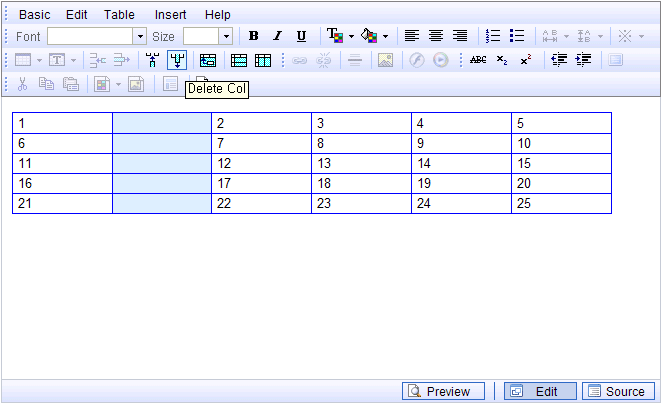 Basic Edit Table Insert Help
Font Size B I U T
T ABC x2 x2
Delete Col
1 2 3 4 5
6 7 8 9 10
11 12 13 14 15
16 17 18 19 20
21 22 23 24 25
Preview Edit Source